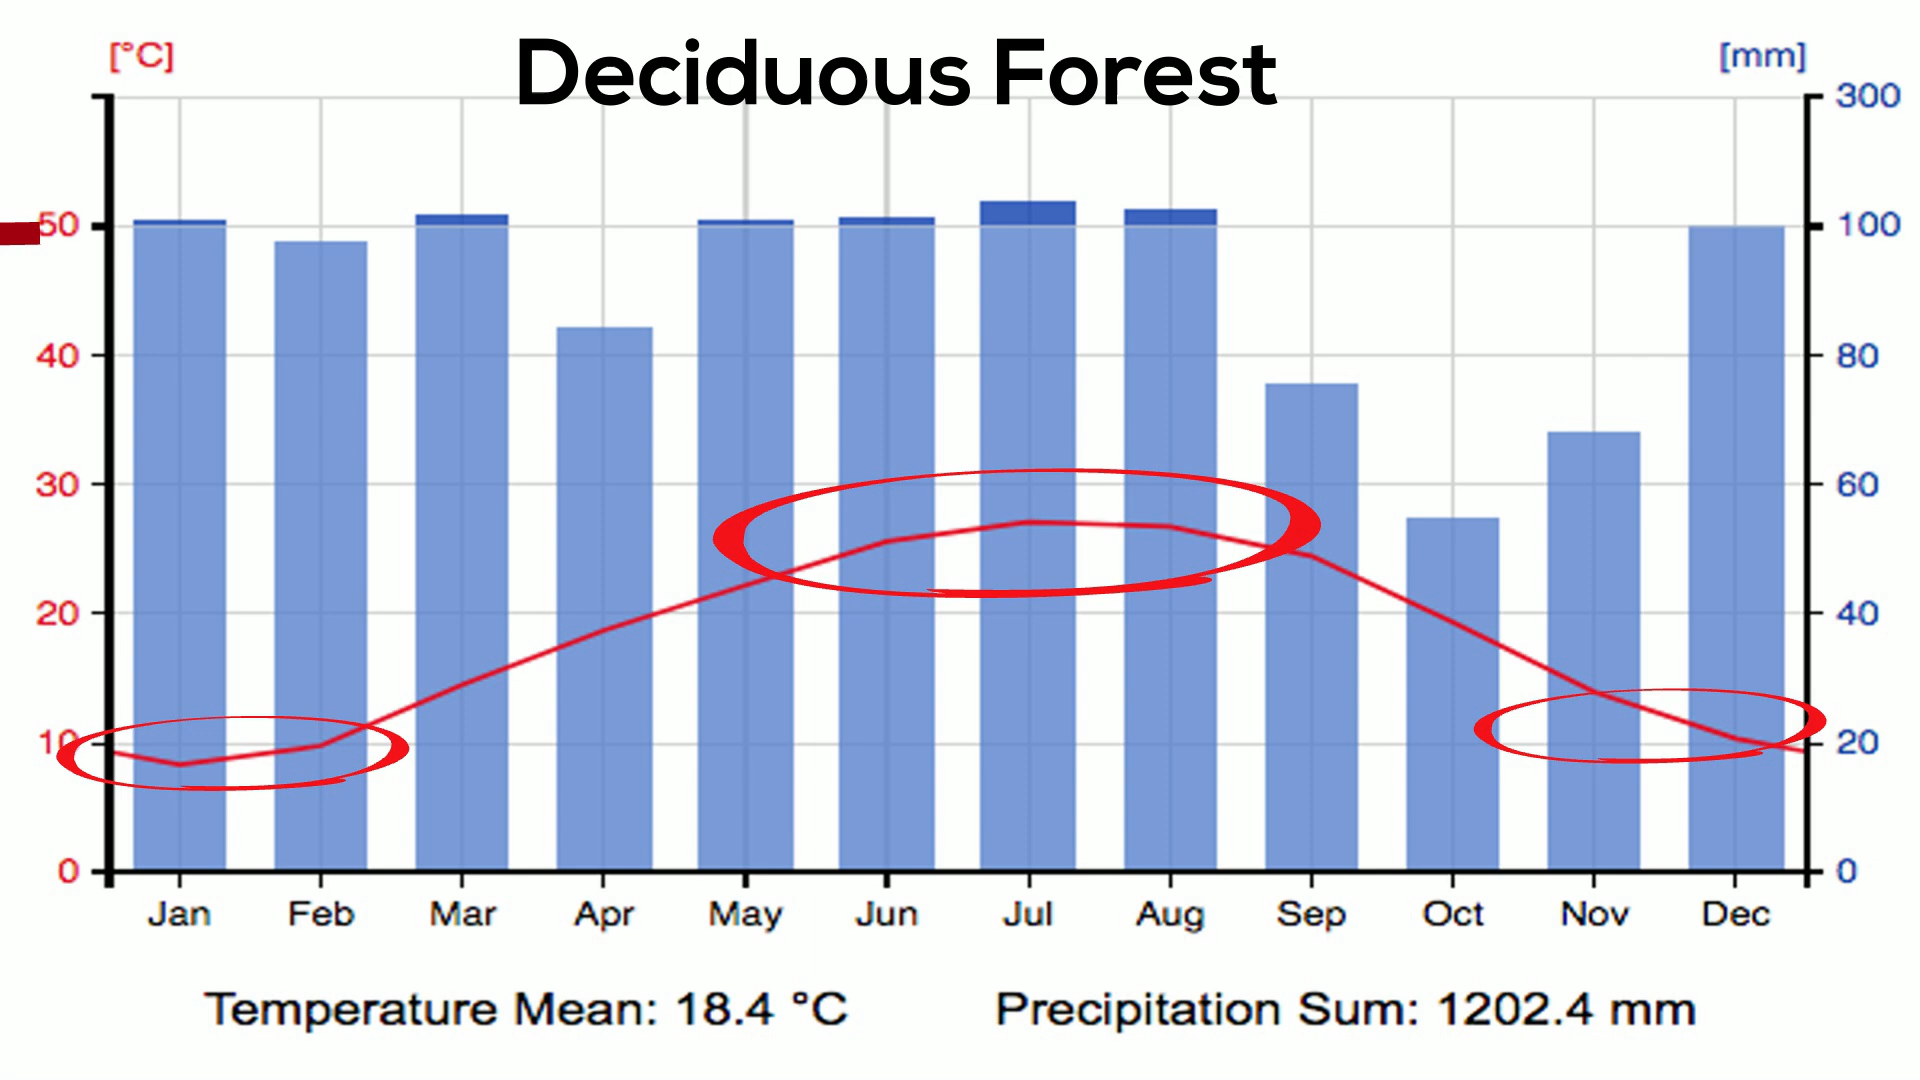 Deciduous Forest
[°C]
[mm]
300
50
100
40
80
30
60
20
40
10
20
0
0
Jan Feb Mar Apr May Jun Jul Aug Sep Oct Nov Dec
Temperature Mean: 18.4 °C Precipitation Sum: 1202.4 mm